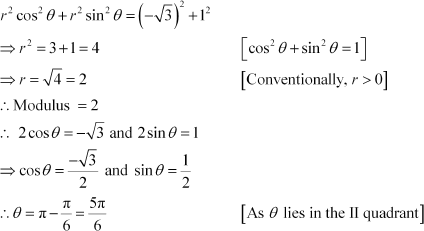 r² cos² θ + r² sin² θ = (−√3)² + 1²
⇒ r² = 3 + 1 = 4 [cos² θ + sin² θ = 1]
⇒ r = √4 = 2 [Conventionally, r > 0]
∴ Modulus = 2
∴ 2 cos θ = −√3 and 2 sin θ = 1
⇒ cos θ = −√3/2 and sin θ = 1/2
∴ θ = π − π/6 = 5π/6 [As θ lies in the II quadrant]